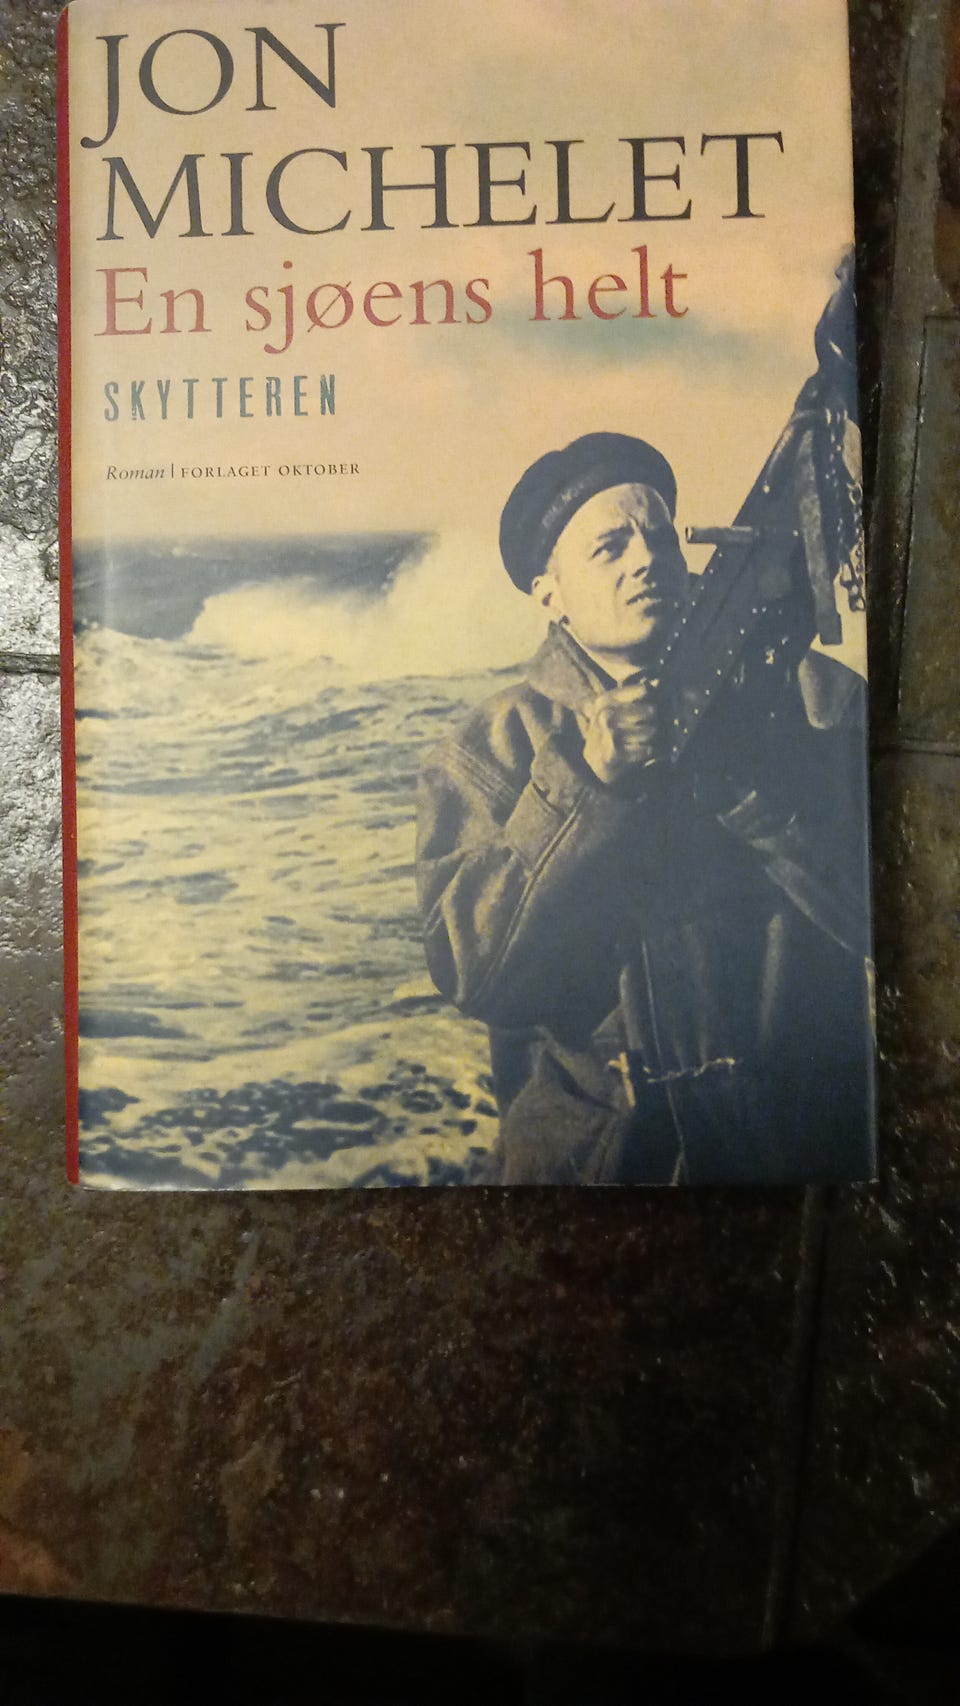 JON
MICHELET
En sjøens helt
SKYTTEREN
Roman | FORLAGET OKTOBER